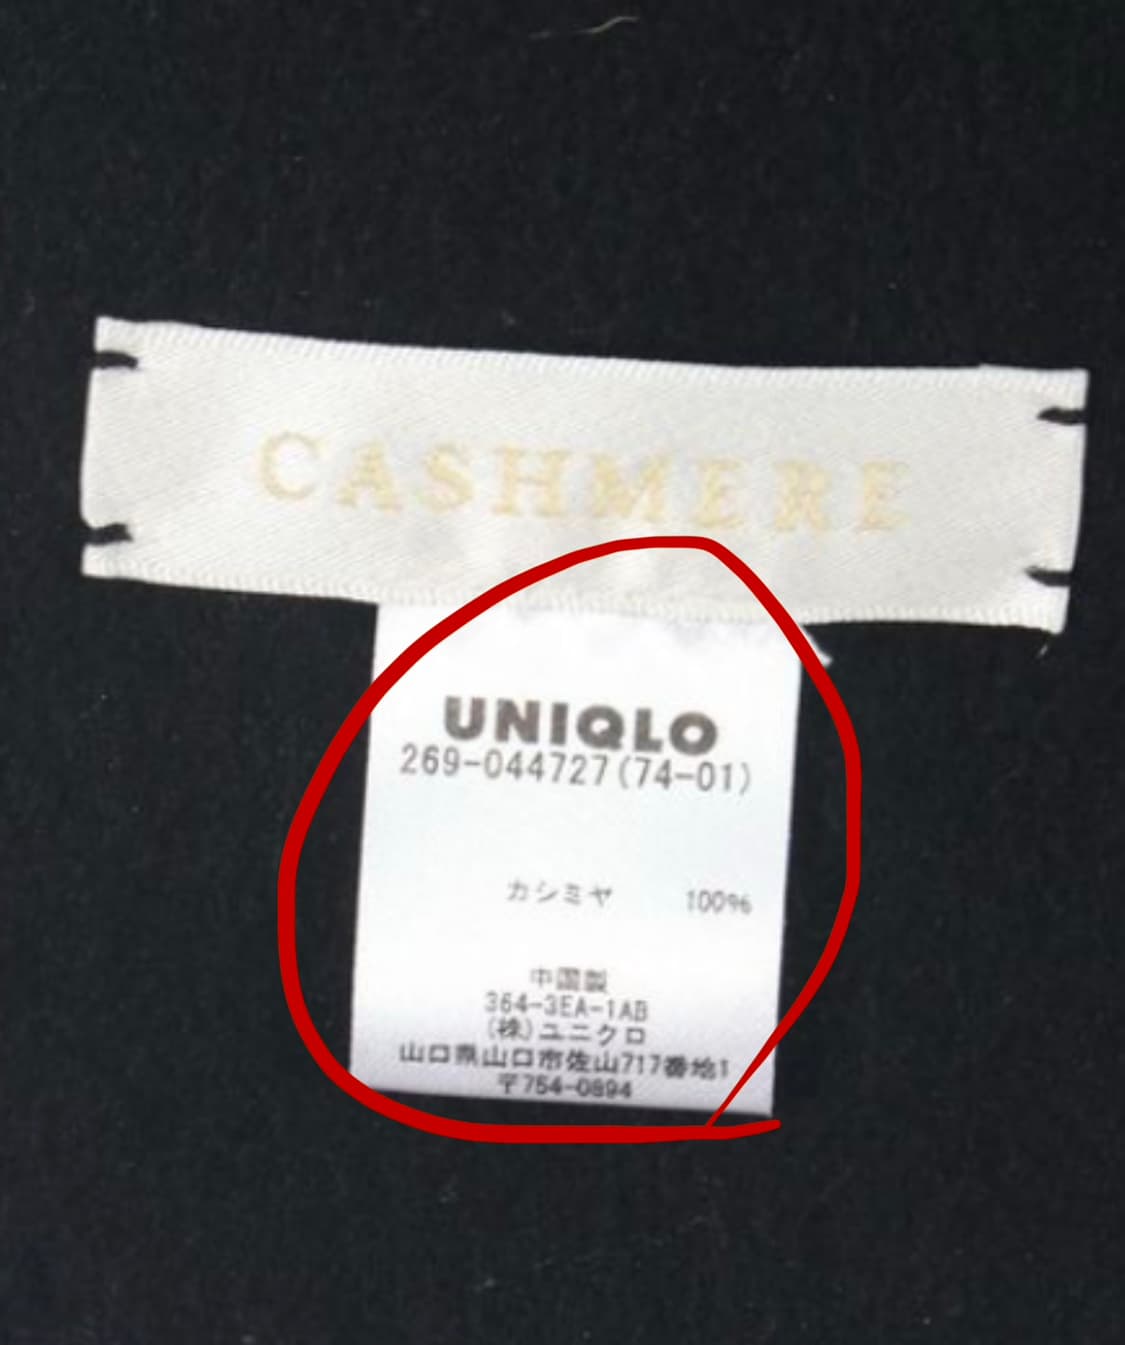 CASHMERE
UNIQLO
269-044727(74-01)
カシミヤ 100%
中国製
364-3EA-1AB
(株)ユニクロ
山口県山口市佐山717番地1
〒754-0894